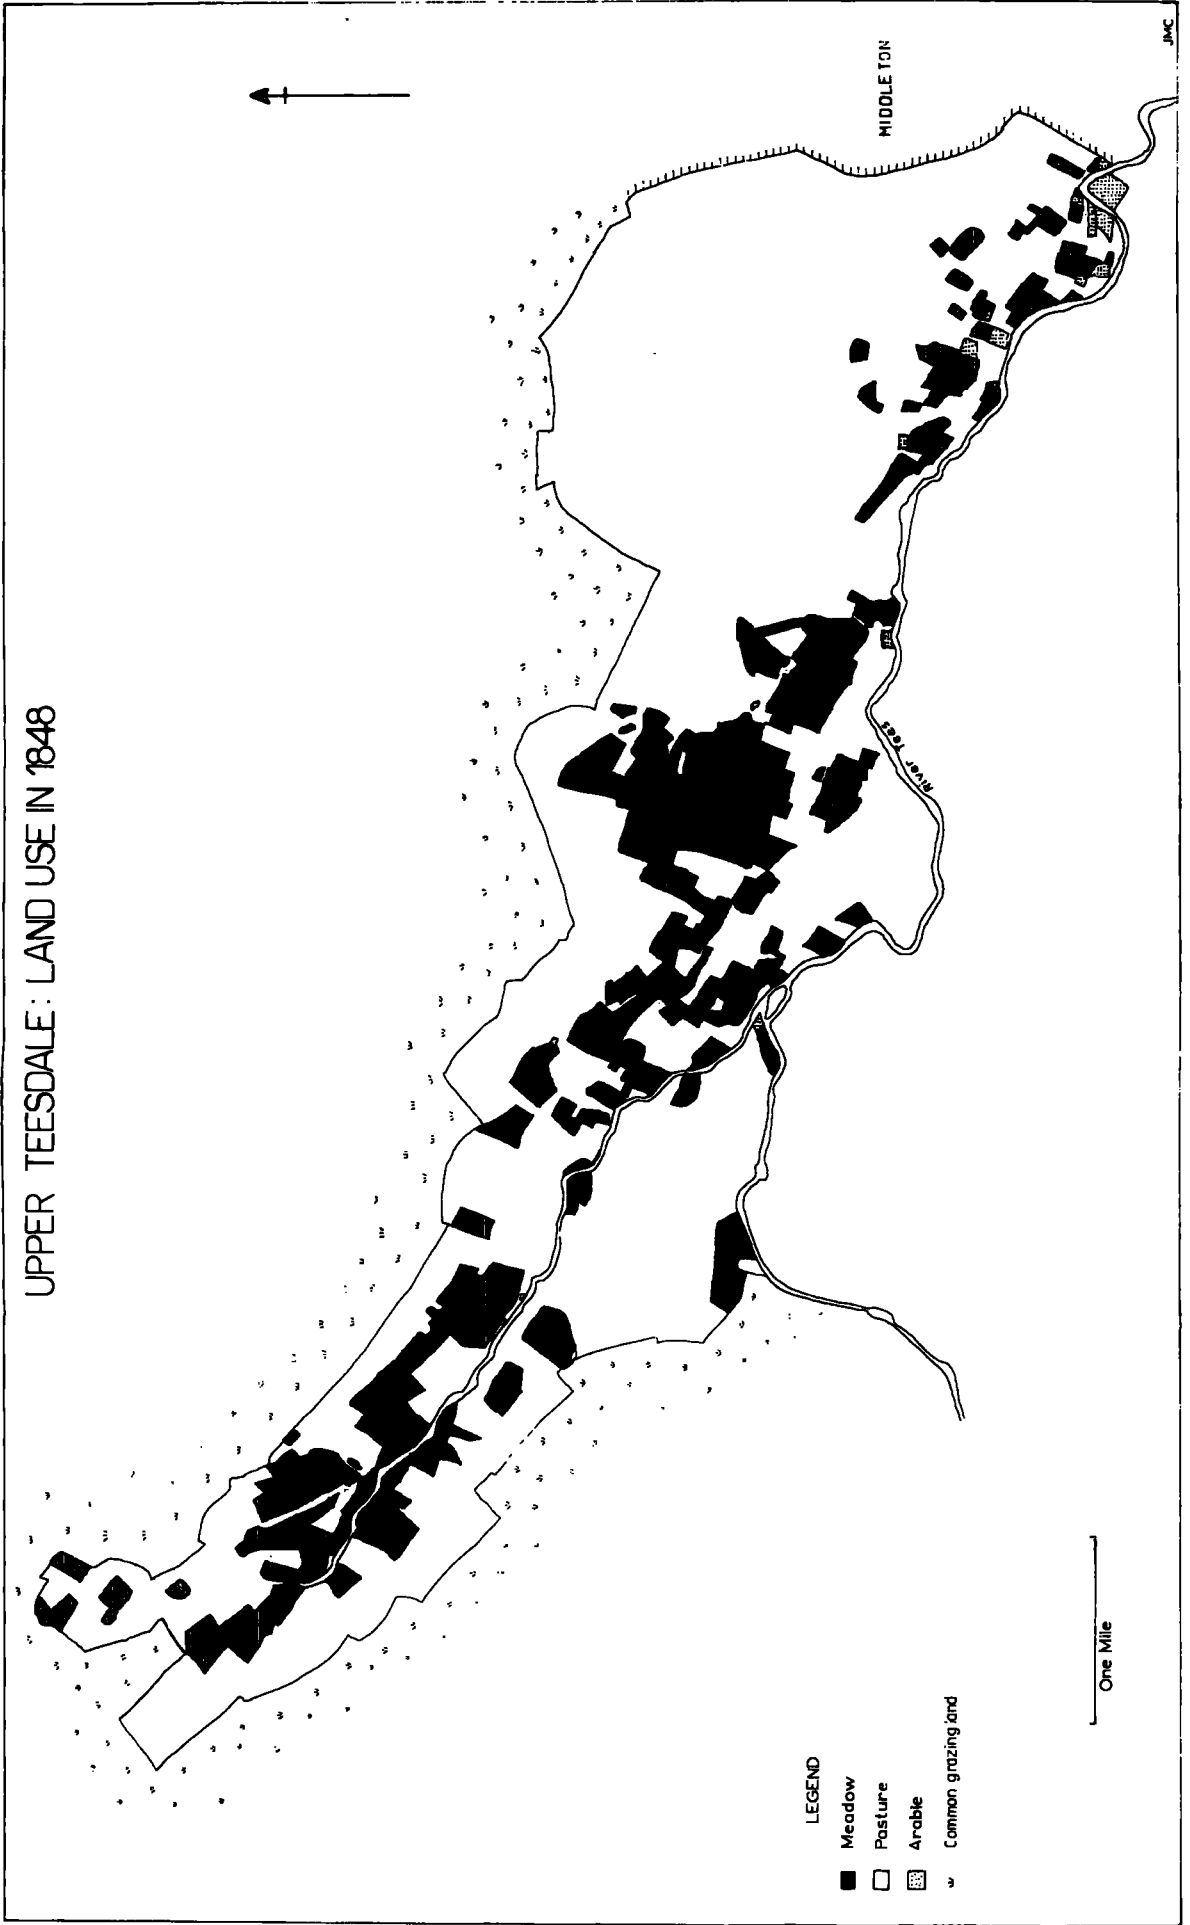 UPPER TEESDALE: LAND USE IN 1848
MIDDLETON
River Tees
LEGEND
Meadow
Pasture
Arable
Common grazing land
One Mile
JMC